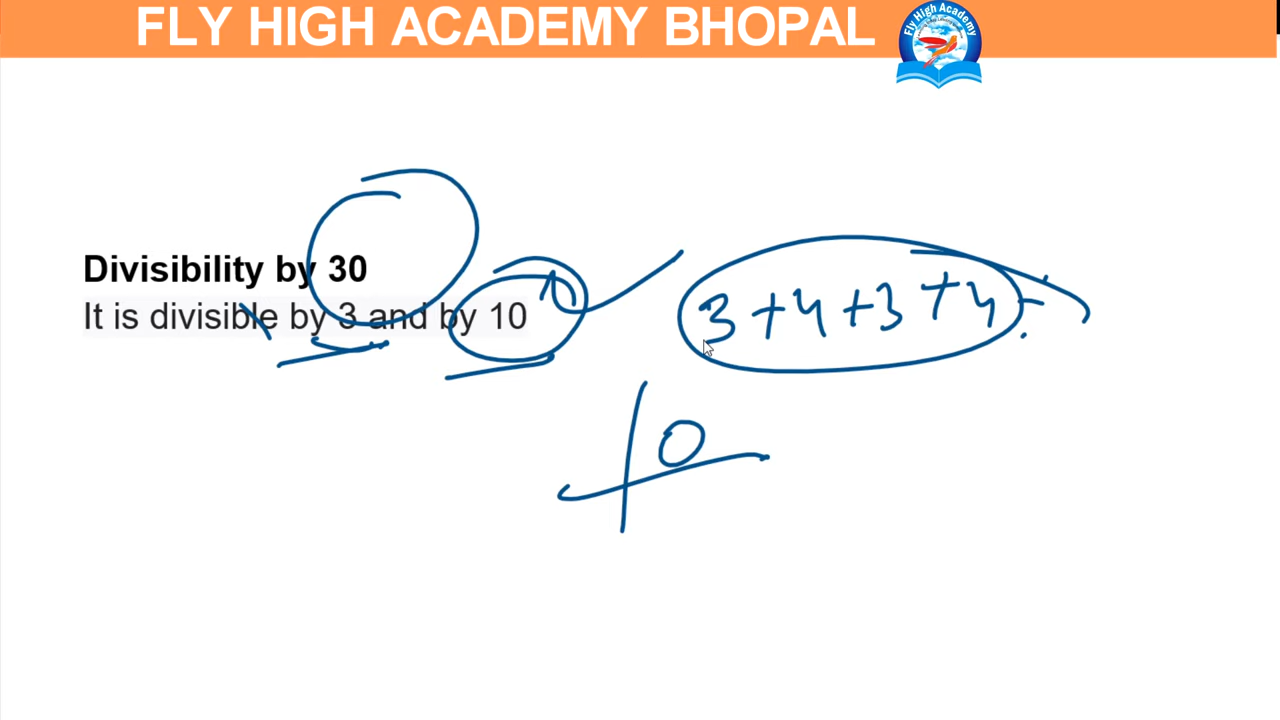 FLY HIGH ACADEMY BHOPAL
Fly High Academy
Divisibility by 30
It is divisible by 3 and by 10
3+4+3+4÷
0